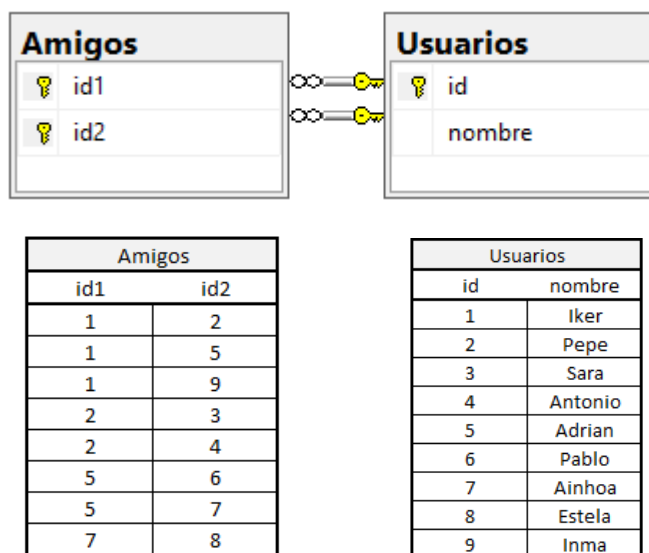 Amigos Usuarios
id1 id
id2 nombre
Amigos Usuarios
id1 id2 id nombre
1 2 1 Iker
1 5 2 Pepe
1 9 3 Sara
2 3 4 Antonio
2 4 5 Adrian
5 6 6 Pablo
5 7 7 Ainhoa
7 8 8 Estela
9 Inma